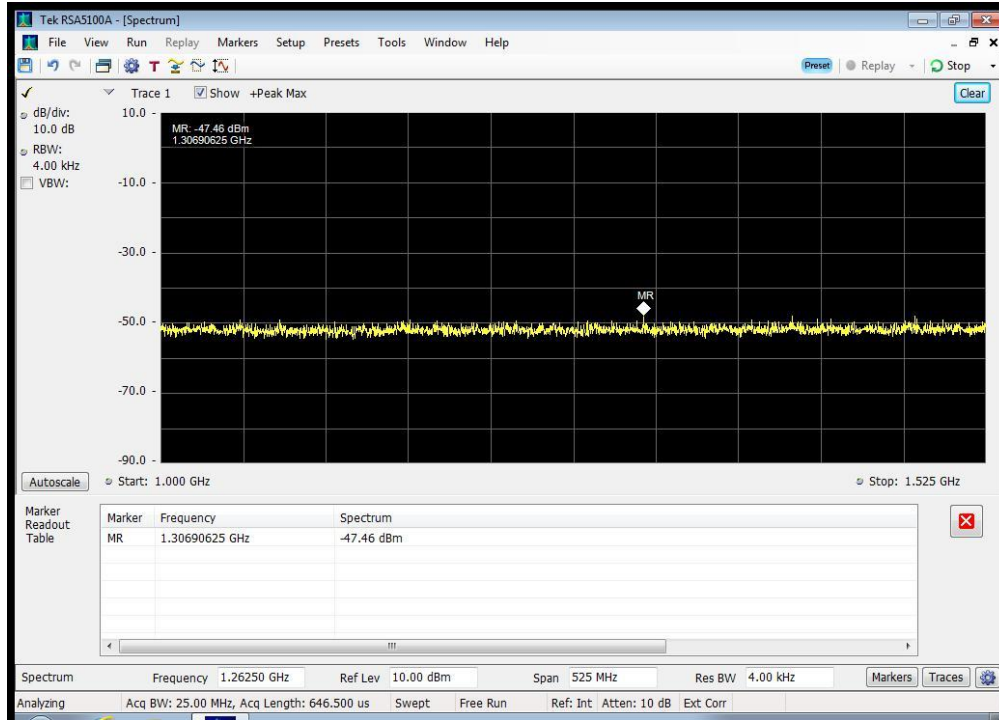 Tek RSA5100A - [Spectrum]
File View Run Replay Markers Setup Presets Tools Window Help
Preset Replay Stop
Trace 1 Show +Peak Max Clear
dB/div:
10.0 dB
RBW:
4.00 kHz
VBW:
10.0
MR: -47.46 dBm
1.30690625 GHz
-10.0
-30.0
MR
-50.0
-70.0
-90.0
Autoscale Start: 1.000 GHz Stop: 1.525 GHz
Marker
Readout
Table
Marker Frequency Spectrum
MR 1.30690625 GHz -47.46 dBm
Spectrum Frequency 1.26250 GHz Ref Lev 10.00 dBm Span 525 MHz Res BW 4.00 kHz Markers Traces
Analyzing Acq BW: 25.00 MHz, Acq Length: 646.500 us Swept Free Run Ref: Int Atten: 10 dB Ext Corr